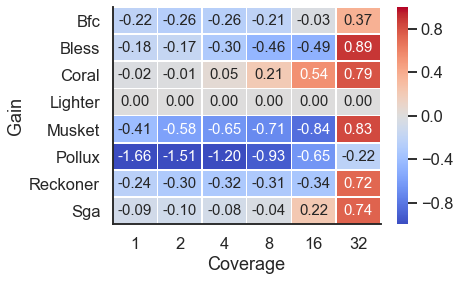 Bfc -0.22 -0.26 -0.26 -0.21 -0.03 0.37
Bless -0.18 -0.17 -0.30 -0.46 -0.49 0.89
Coral -0.02 -0.01 0.05 0.21 0.54 0.79
Lighter 0.00 0.00 0.00 0.00 0.00 0.00
Musket -0.41 -0.58 -0.65 -0.71 -0.84 0.83
Pollux -1.66 -1.51 -1.20 -0.93 -0.65 -0.22
Reckoner -0.24 -0.30 -0.32 -0.31 -0.34 0.72
Sga -0.09 -0.10 -0.08 -0.04 0.22 0.74
1 2 4 8 16 32
Coverage
Gain
0.8
0.4
0.0
−0.4
−0.8